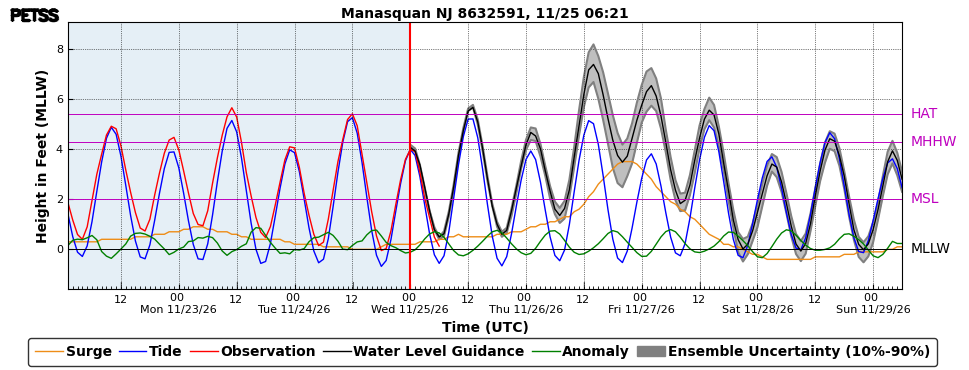 PETSS
Manasquan NJ 8632591, 11/25 06:21
Height in Feet (MLLW)
8
6
4
2
0
HAT
MHHW
MSL
MLLW
12 00 12 00 12 00 12 00 12 00 12 00 12 00
Mon 11/23/26 Tue 11/24/26 Wed 11/25/26 Thu 11/26/26 Fri 11/27/26 Sat 11/28/26 Sun 11/29/26
Time (UTC)
Surge Tide Observation Water Level Guidance Anomaly Ensemble Uncertainty (10%-90%)